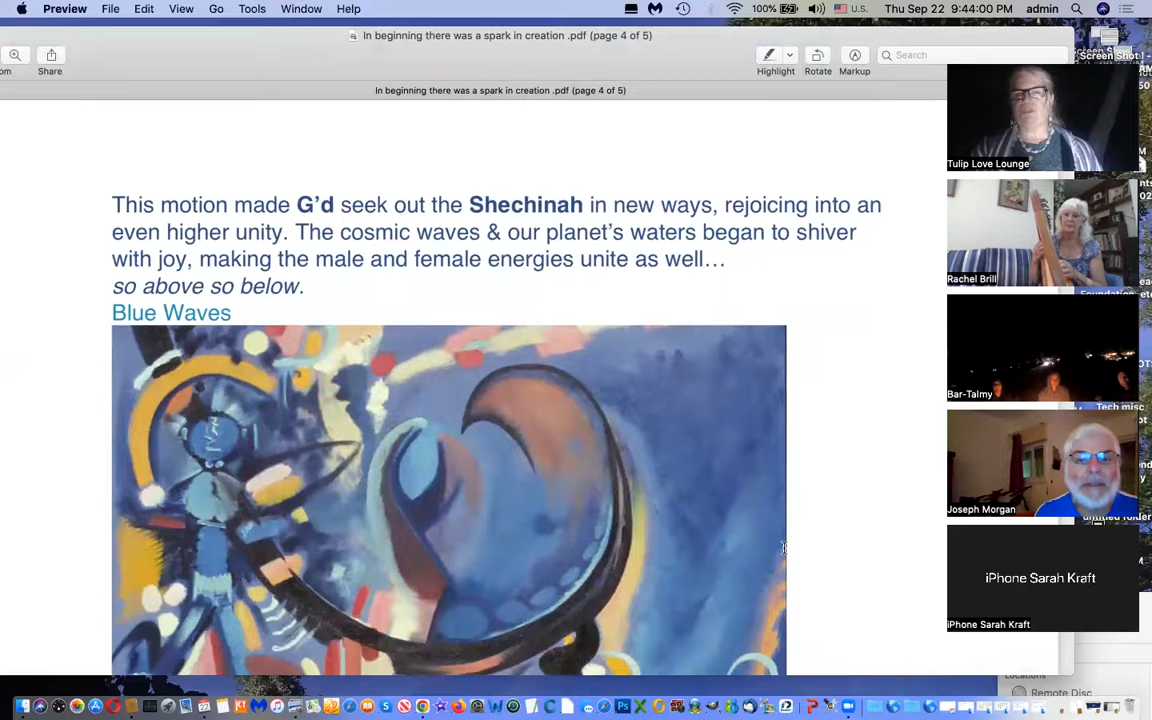 Preview File Edit View Go Tools Window Help 100% U.S. Thu Sep 22 9:44:00 PM admin
In beginning there was a spark in creation .pdf (page 4 of 5)
Share Highlight Rotate Markup Search
In beginning there was a spark in creation .pdf (page 4 of 5)
This motion made G’d seek out the Shechinah in new ways, rejoicing into an
even higher unity. The cosmic waves & our planet’s waters began to shiver
with joy, making the male and female energies unite as well…
so above so below.
Blue Waves
Tulip Love Lounge
Rachel Brill
Bar-Talmy
Joseph Morgan
iPhone Sarah Kraft
iPhone Sarah Kraft
Locations
Remote Disc